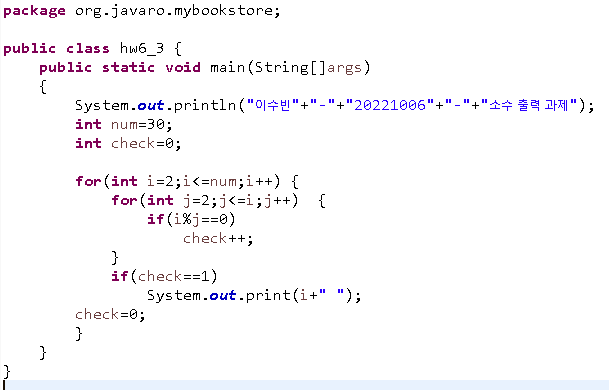 package org.javaro.mybookstore;

public class hw6_3 {
    public static void main(String[]args)
    {
        System.out.println("이수빈"+"-"+"20221006"+"-"+"소수 출력 과제");
        int num=30;
        int check=0;

        for(int i=2;i<=num;i++) {
            for(int j=2;j<=i;j++)  {
                if(i%j==0)
                    check++;
            }
            if(check==1)
                System.out.print(i+" ");
        check=0;
        }
    }
}